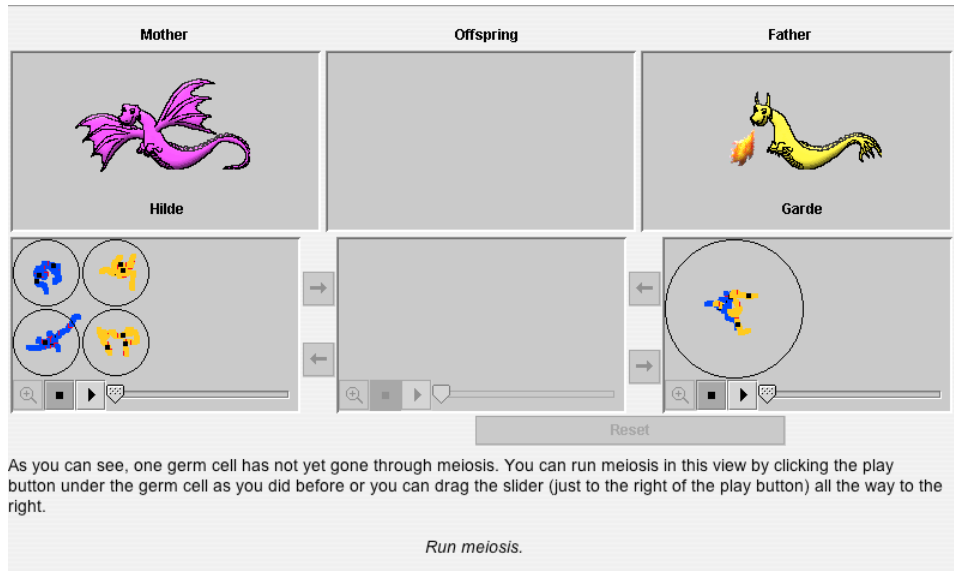 Mother Offspring Father
Hilde Garde
Reset
As you can see, one germ cell has not yet gone through meiosis. You can run meiosis in this view by clicking the play
button under the germ cell as you did before or you can drag the slider (just to the right of the play button) all the way to the
right.
Run meiosis.